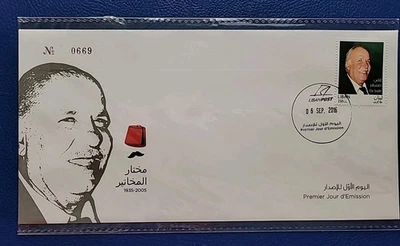 № 0669
LIBANPOST
06 SEP. 2016
اليوم الأول للإصدار
Premier Jour d'Emission
مختار
المخاتير
1935-2005
اليوم الأول للإصدار
Premier Jour d'Emission